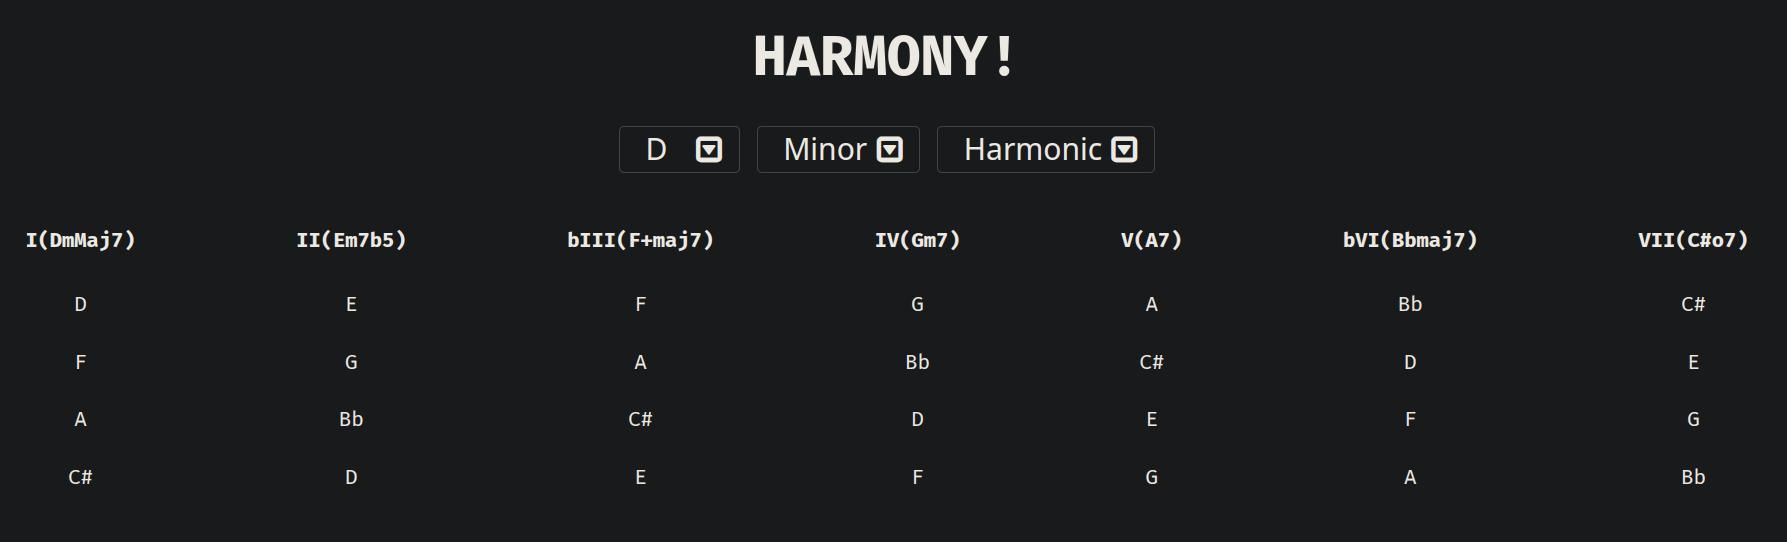 HARMONY!
D Minor Harmonic
I(DmMaj7) II(Em7b5) bIII(F+maj7) IV(Gm7) V(A7) bVI(Bbmaj7) VII(C#o7)
D E F G A Bb C#
F G A Bb C# D E
A Bb C# D E F G
C# D E F G A Bb